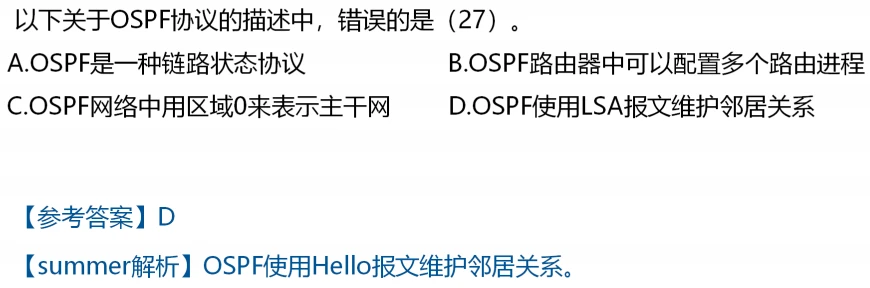 以下关于OSPF协议的描述中，错误的是（27）。
A.OSPF是一种链路状态协议 B.OSPF路由器中可以配置多个路由进程
C.OSPF网络中用区域0来表示主干网 D.OSPF使用LSA报文维护邻居关系
【参考答案】D
【summer解析】OSPF使用Hello报文维护邻居关系。